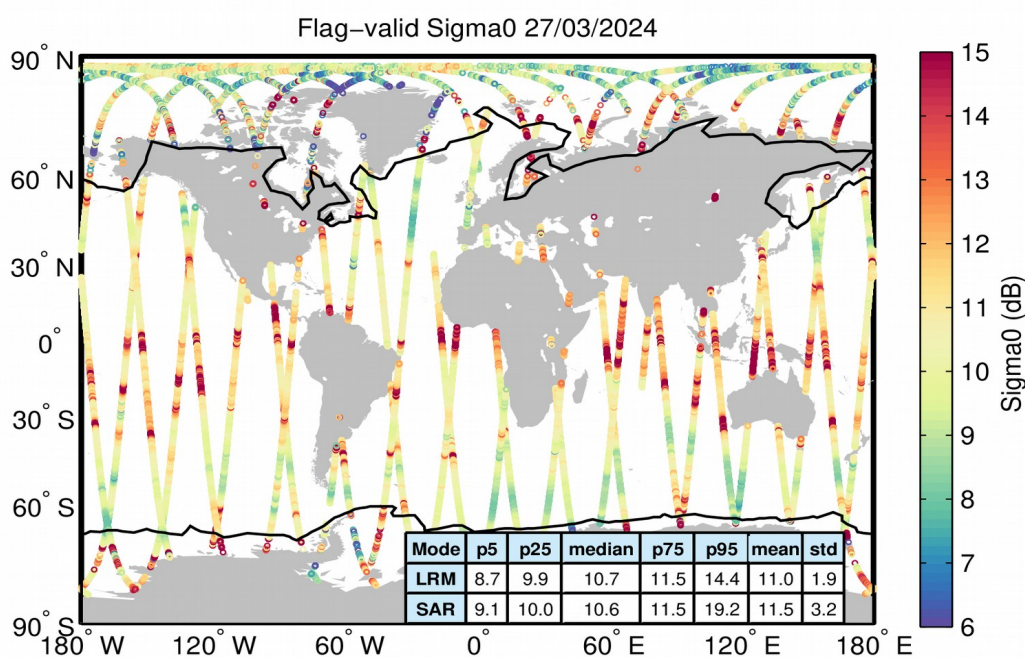 Flag−valid Sigma0 27/03/2024
90° N
60° N
30° N
0°
30° S
60° S
90° S
180° W
120° W
60° W
0°
60° E
120° E
180° E
15
14
13
12
11
10
9
8
7
6
Sigma0 (dB)
Mode p5 p25 median p75 p95 mean std
LRM 8.7 9.9 10.7 11.5 14.4 11.0 1.9
SAR 9.1 10.0 10.6 11.5 19.2 11.5 3.2